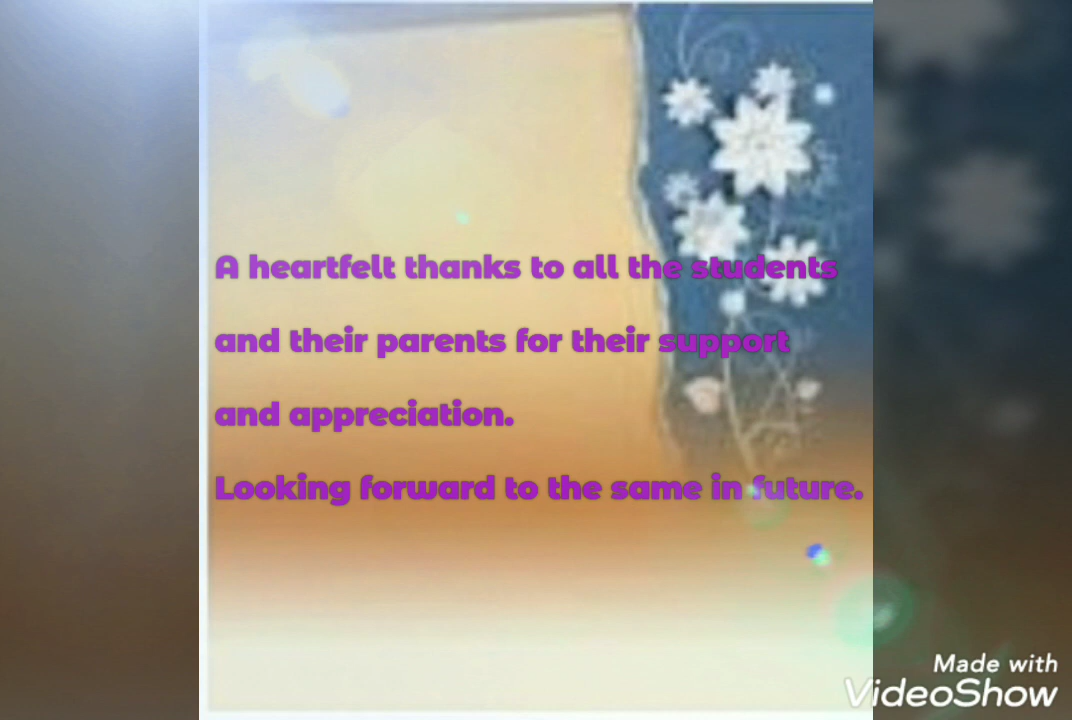 A heartfelt thanks to all the students
and their parents for their support
and appreciation.
Looking forward to the same in future.
Made with
VideoShow